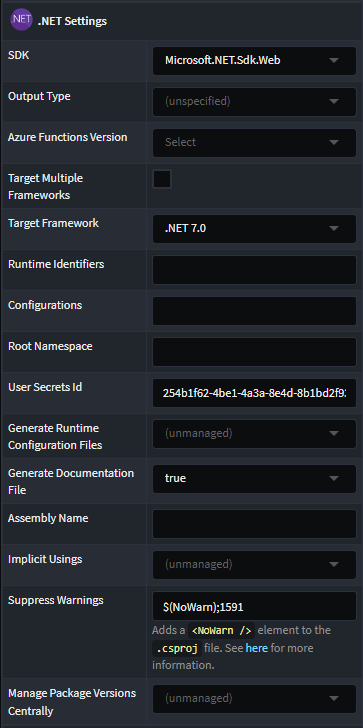 NET .NET Settings
SDK
Microsoft.NET.Sdk.Web
Output Type
(unspecified)
Azure Functions Version
Select
Target Multiple
Frameworks
Target Framework
.NET 7.0
Runtime Identifiers
Configurations
Root Namespace
User Secrets Id
254b1f62-4be1-4a3a-8e4d-8b1bd2f9
Generate Runtime
Configuration Files
(unmanaged)
Generate Documentation
File
true
Assembly Name
Implicit Usings
(unmanaged)
Suppress Warnings
$(NoWarn);1591
Adds a <NoWarn /> element to the
.csproj file. See here for more
information.
Manage Package Versions
Centrally
(unmanaged)